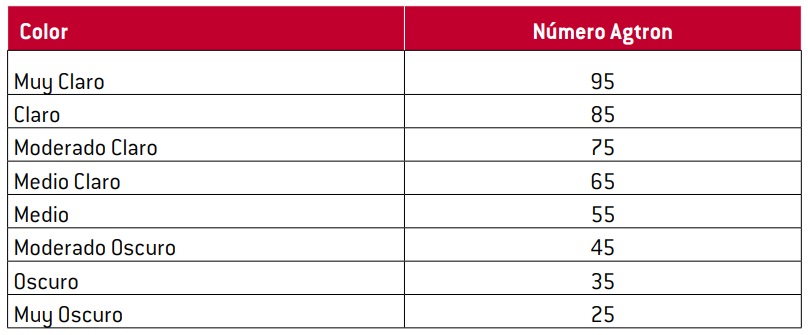 Color Número Agtron
Muy Claro 95
Claro 85
Moderado Claro 75
Medio Claro 65
Medio 55
Moderado Oscuro 45
Oscuro 35
Muy Oscuro 25